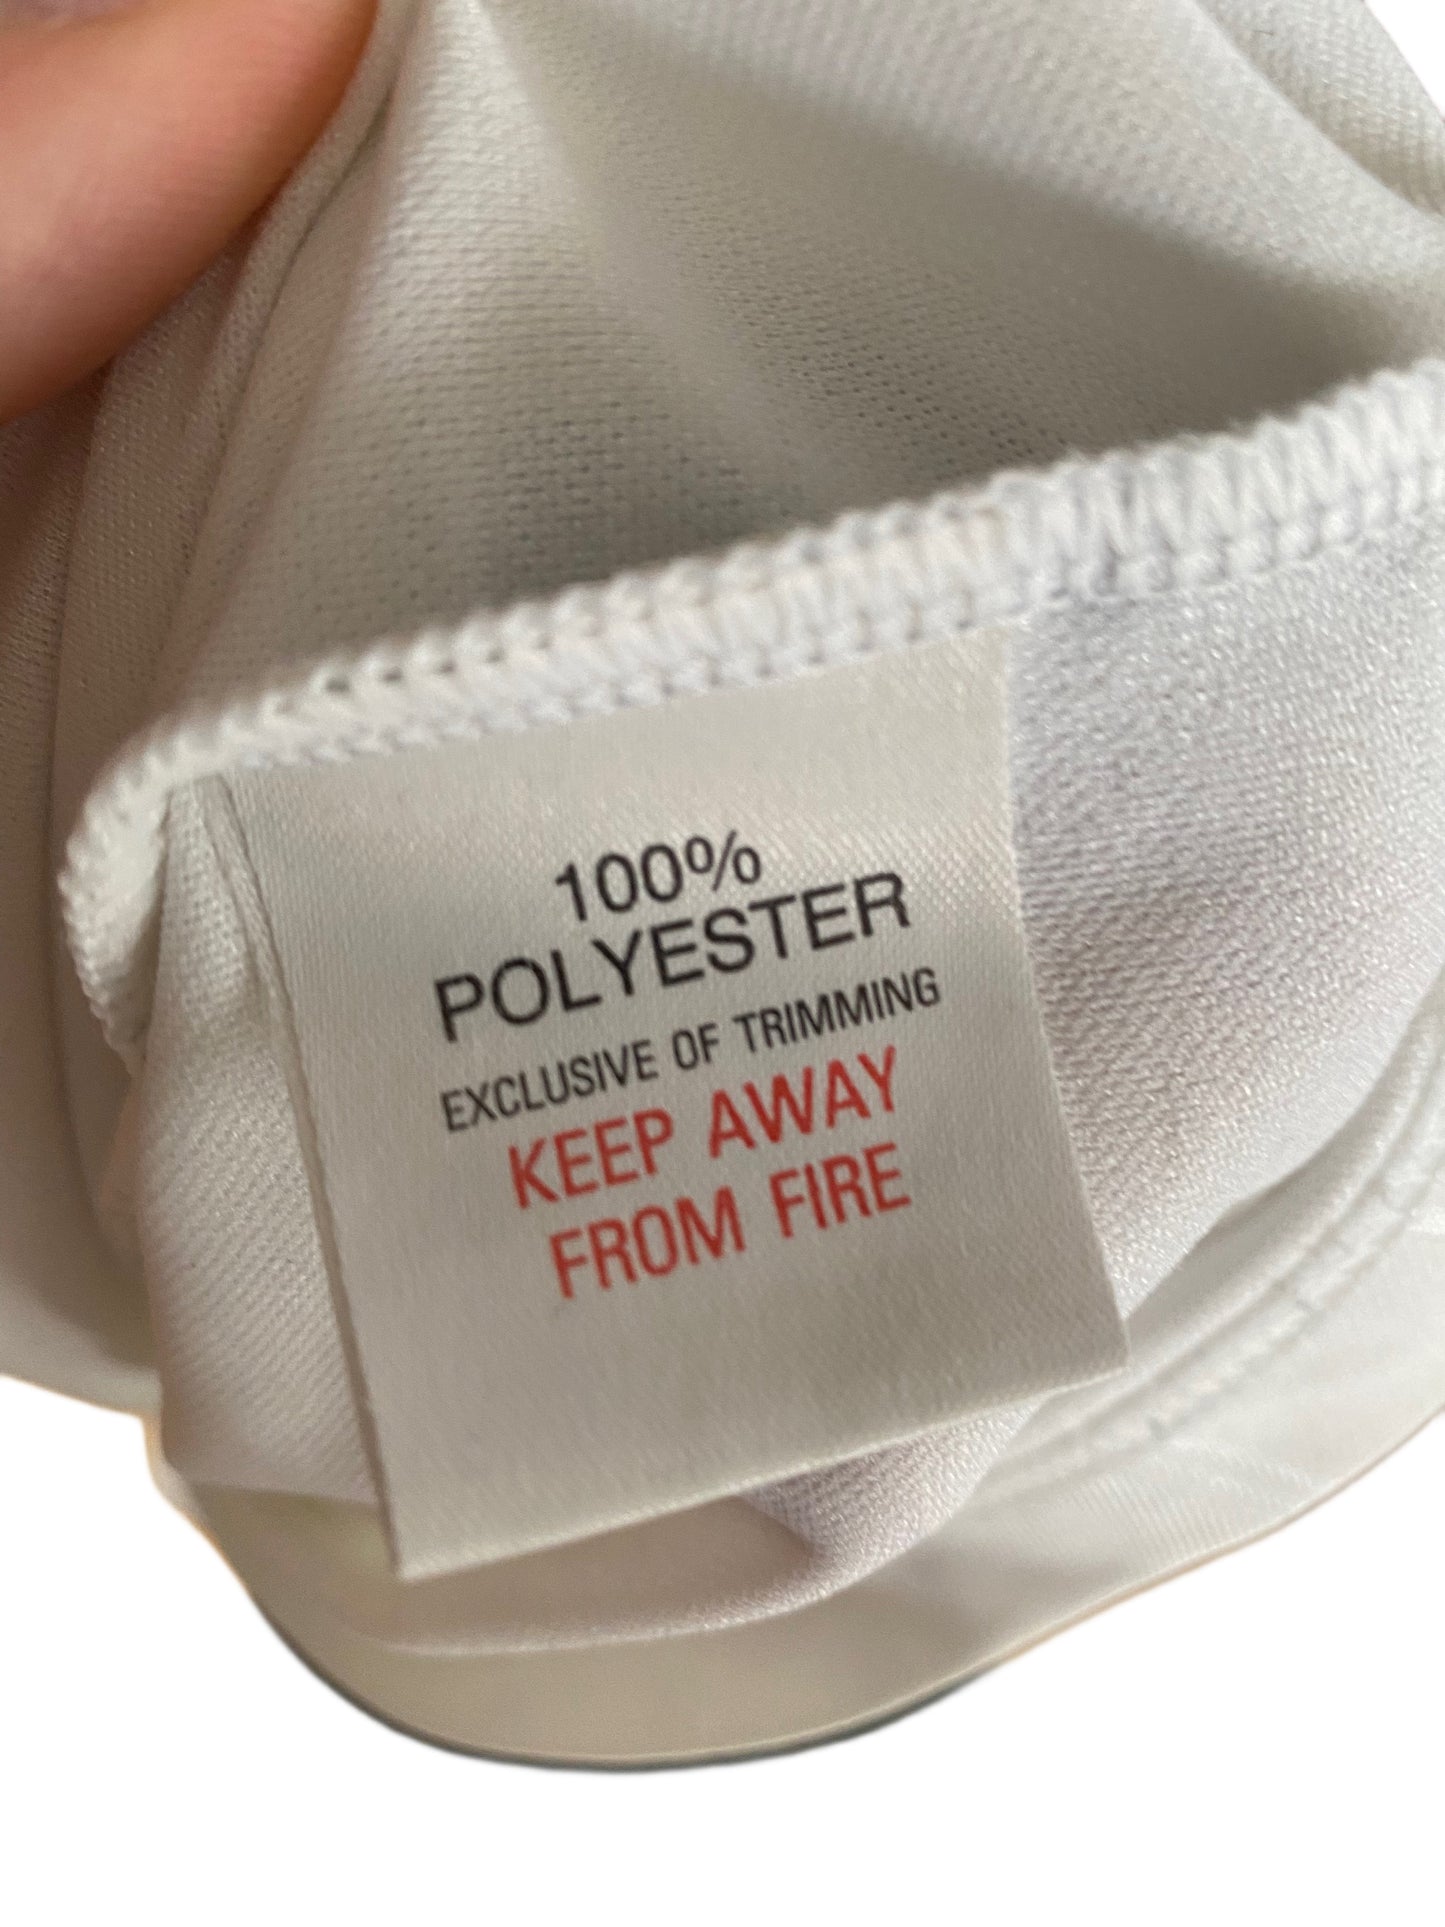 100%
POLYESTER
EXCLUSIVE OF TRIMMING
KEEP AWAY
FROM FIRE